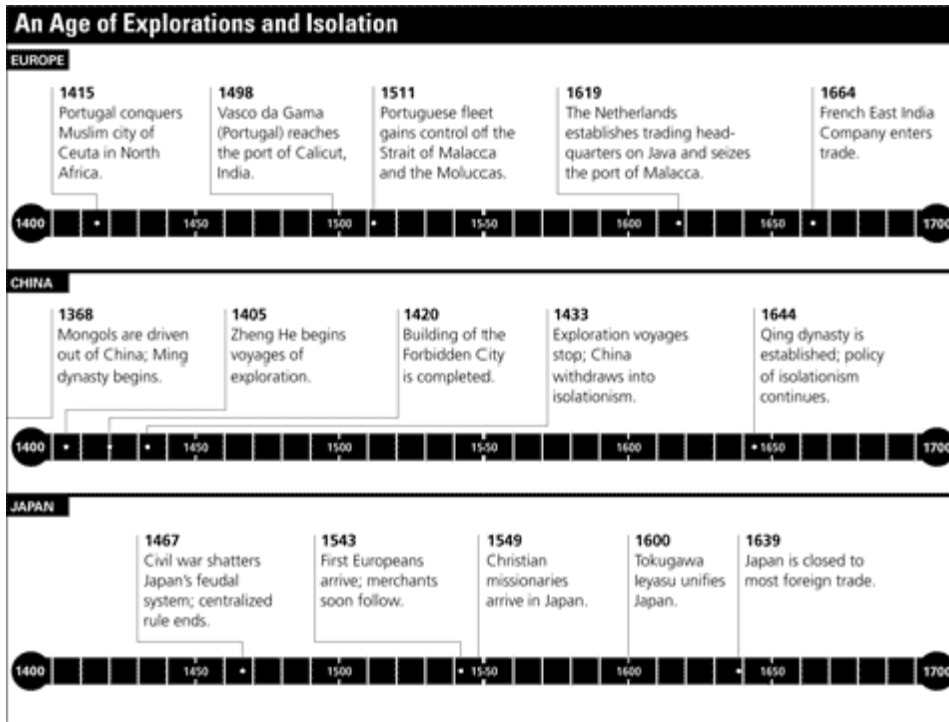 An Age of Explorations and Isolation
EUROPE
1415
Portugal conquers
Muslim city of
Ceuta in North
Africa.
1498
Vasco da Gama
(Portugal) reaches
the port of Calicut,
India.
1511
Portuguese fleet
gains control of the
Strait of Malacca
and the Moluccas.
1619
The Netherlands
establishes trading head-
quarters on Java and seizes
the port of Malacca.
1664
French East India
Company enters
trade.
1400 1450 1500 1550 1600 1650 1700
CHINA
1368
Mongols are driven
out of China; Ming
dynasty begins.
1405
Zheng He begins
voyages of
exploration.
1420
Building of the
Forbidden City
is completed.
1433
Exploration voyages
stop; China
withdraws into
isolationism.
1644
Qing dynasty is
established; policy
of isolationism
continues.
1400 1450 1500 1550 1600 1650 1700
JAPAN
1467
Civil war shatters
Japan's feudal
system; centralized
rule ends.
1543
First Europeans
arrive; merchants
soon follow.
1549
Christian
missionaries
arrive in Japan.
1600
Tokugawa
Ieyasu unifies
Japan.
1639
Japan is closed to
most foreign trade.
1400 1450 1500 1550 1600 1650 1700